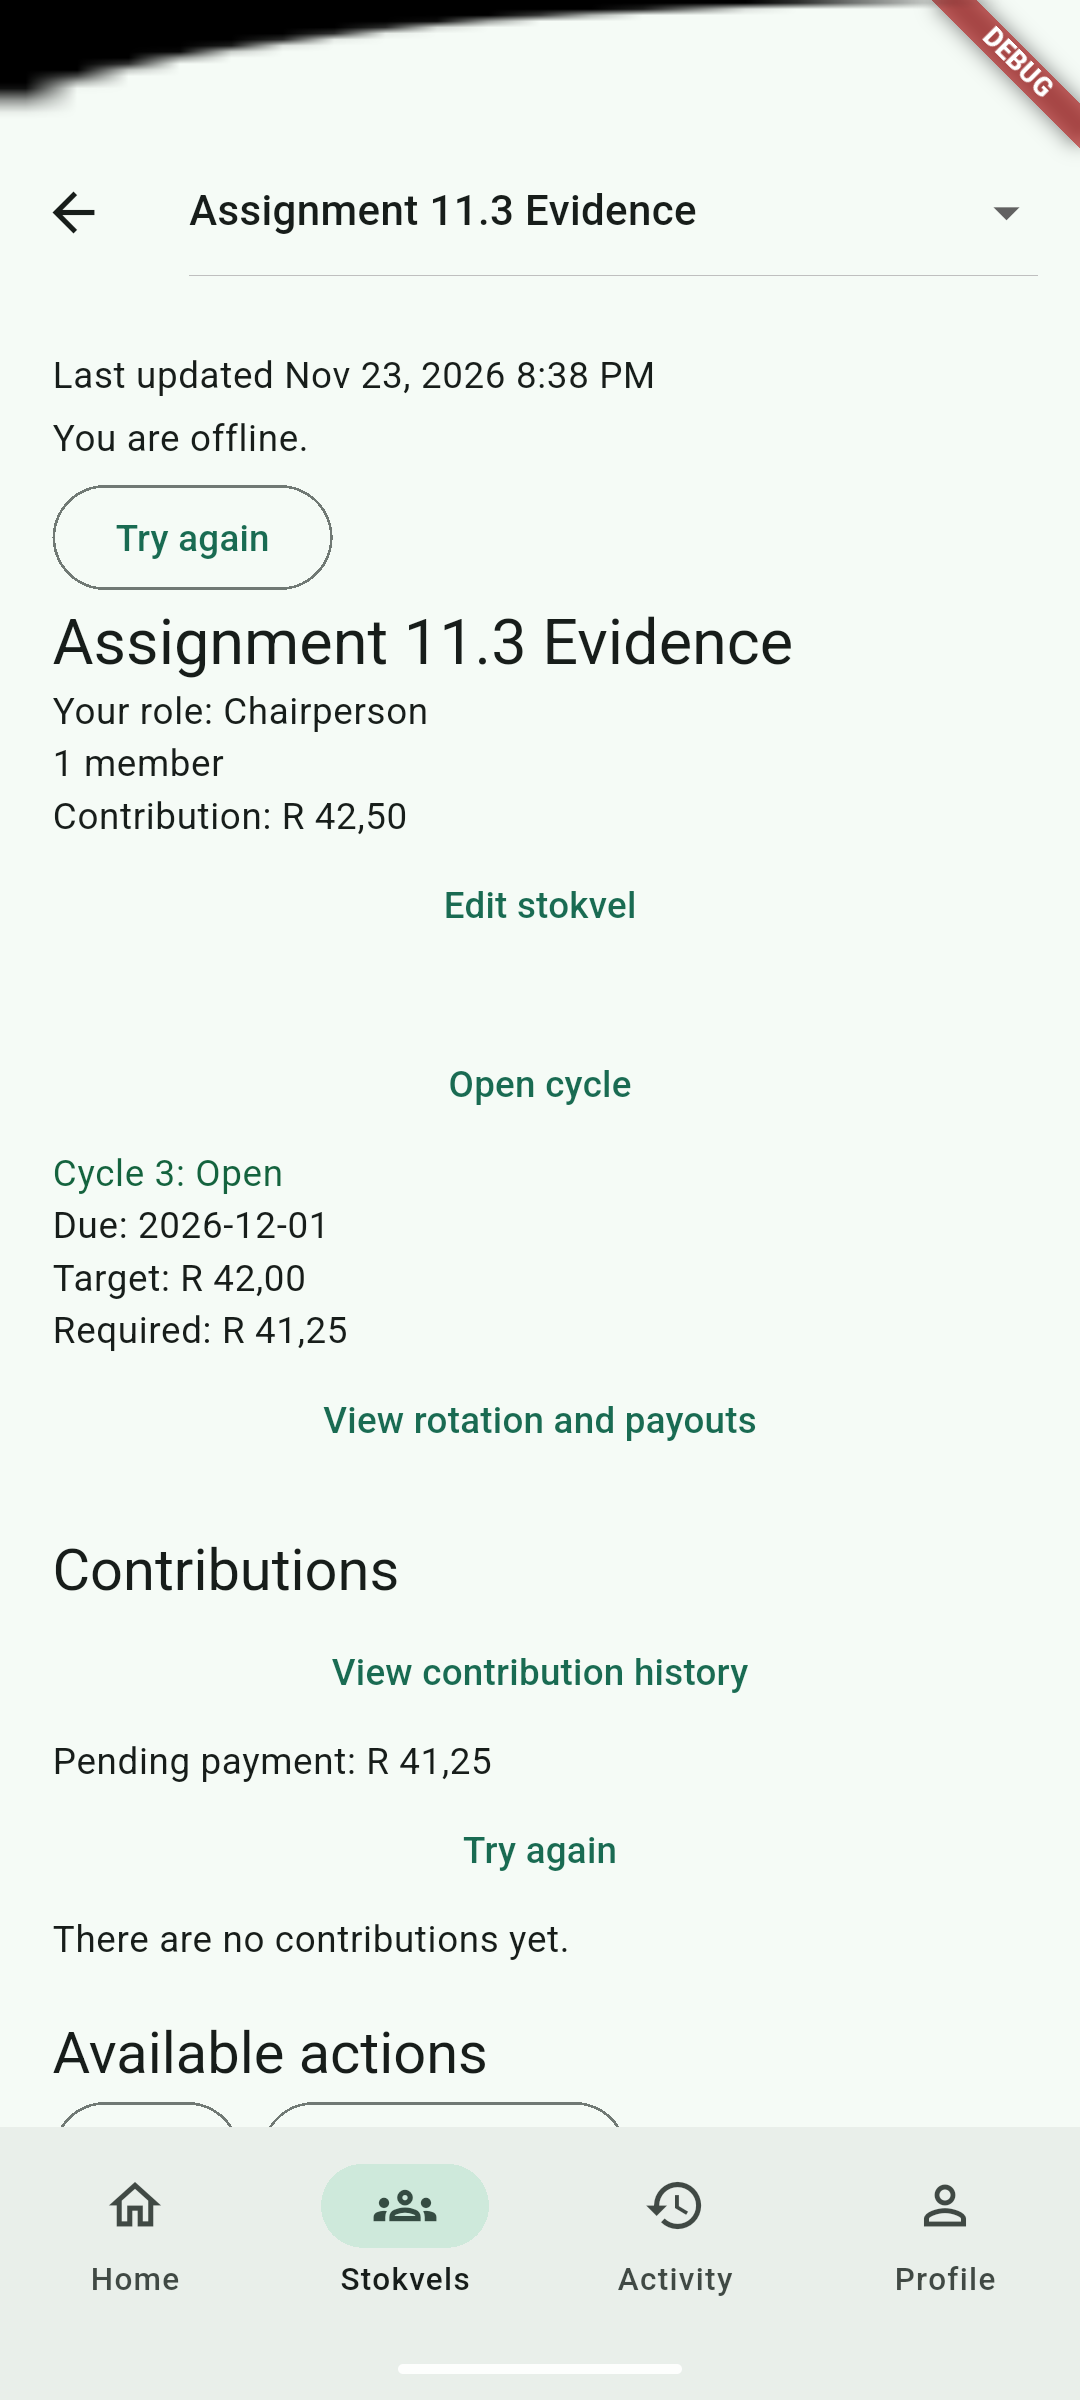 DEBUG
Assignment 11.3 Evidence
Last updated Nov 23, 2026 8:38 PM
You are offline.
Try again
Assignment 11.3 Evidence
Your role: Chairperson
1 member
Contribution: R 42,50
Edit stokvel
Open cycle
Cycle 3: Open
Due: 2026-12-01
Target: R 42,00
Required: R 41,25
View rotation and payouts
Contributions
View contribution history
Pending payment: R 41,25
Try again
There are no contributions yet.
Available actions
Home
Stokvels
Activity
Profile